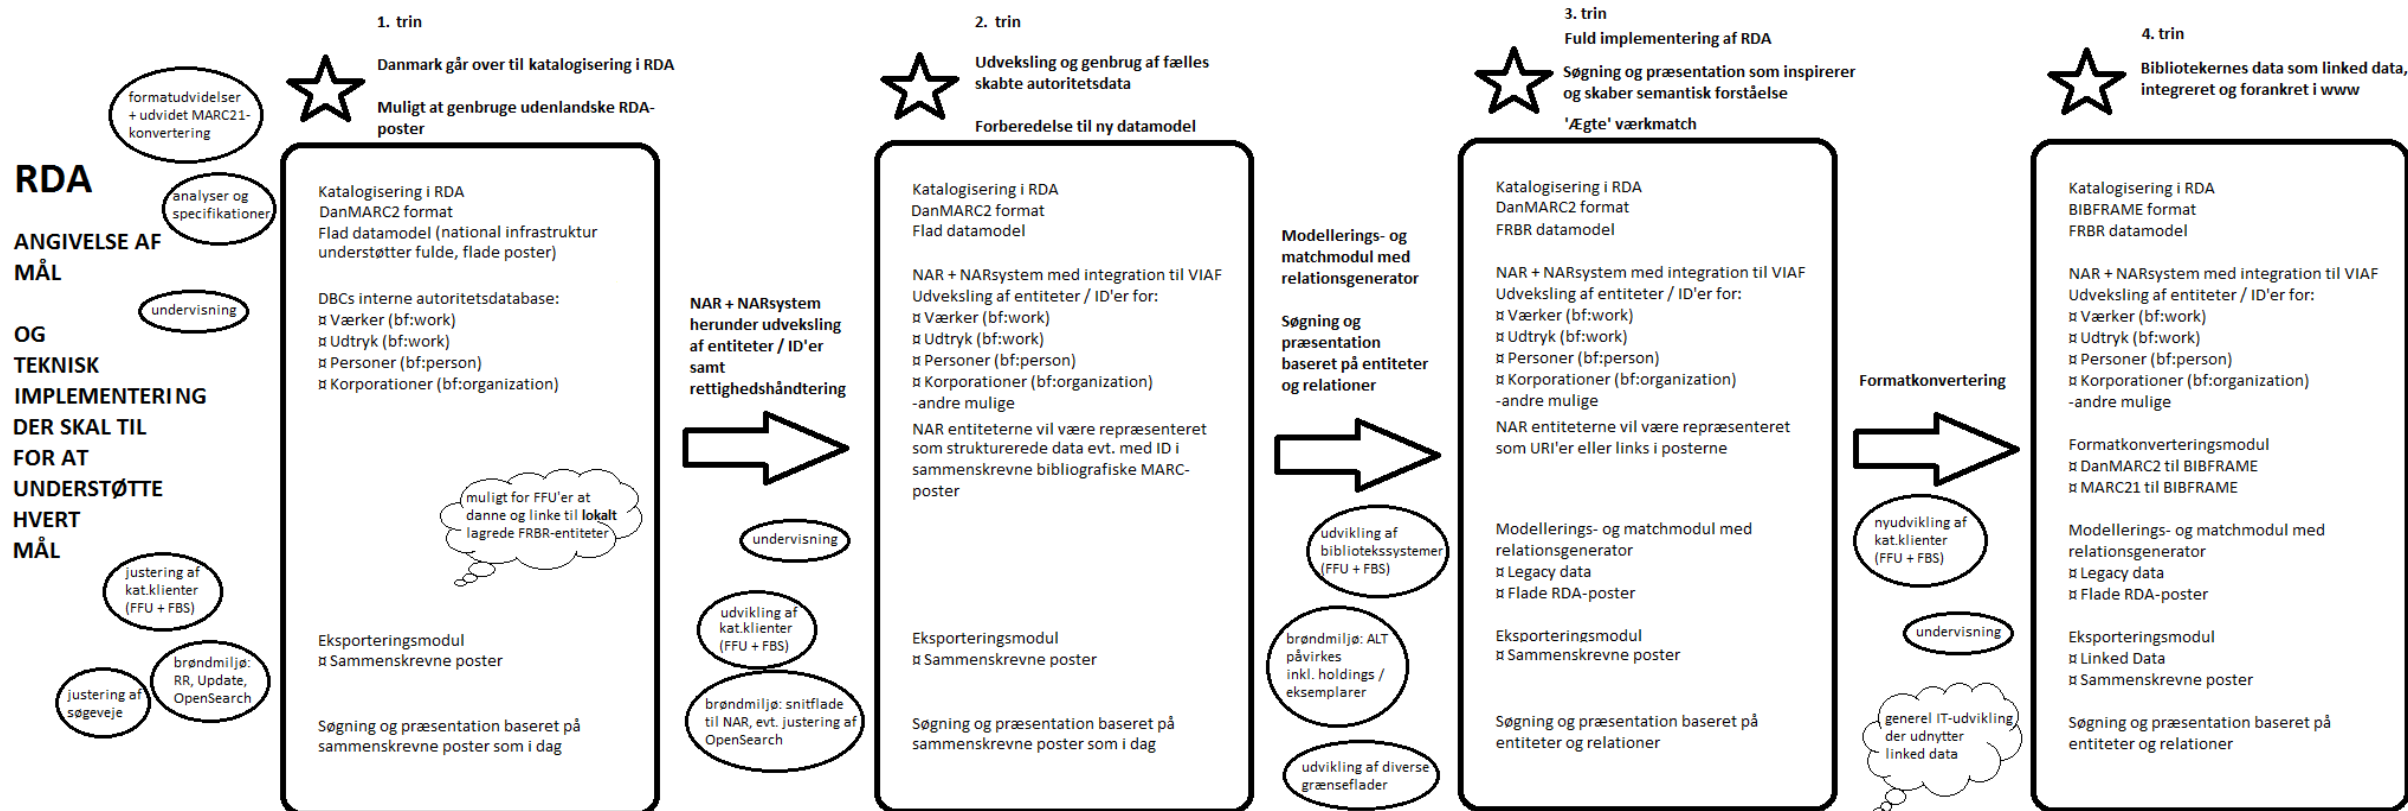 RDA
ANGIVELSE AF
MÅL
OG
TEKNISK
IMPLEMENTERING
DER SKAL TIL
FOR AT
UNDERSTØTTE
HVERT
MÅL
formatudvidelser
+ udvidet MARC21-
konvertering
analyser og
specifikationer
undervisning
justering af
kat.klienter
(FFU + FBS)
brøndmiljø:
RR, Update,
OpenSearch
justering af
søgeveje
1. trin
Danmark går over til katalogisering i RDA
Muligt at genbruge udenlandske RDA-
poster
Katalogisering i RDA
DanMARC2 format
Flad datamodel (national infrastruktur
understøtter fulde, flade poster)
DBCs interne autoritetsdatabase:
¤ Værker (bf:work)
¤ Udtryk (bf:work)
¤ Personer (bf:person)
¤ Korporationer (bf:organization)
muligt for FFU'er at
danne og linke til lokalt
lagrede FRBR-entiteter
Eksporteringsmodul
¤ Sammenskrevne poster
Søgning og præsentation baseret på
sammenskrevne poster som i dag
NAR + NARsystem
herunder udveksling
af entiteter / ID'er
samt
rettighedshåndtering
undervisning
udvikling af
kat.klienter
(FFU + FBS)
brøndmiljø: snitflade
til NAR, evt. justering af
OpenSearch
2. trin
Udveksling og genbrug af fælles
skabte autoritetsdata
Forberedelse til ny datamodel
Katalogisering i RDA
DanMARC2 format
Flad datamodel
NAR + NARsystem med integration til VIAF
Udveksling af entiteter / ID'er for:
¤ Værker (bf:work)
¤ Udtryk (bf:work)
¤ Personer (bf:person)
¤ Korporationer (bf:organization)
-andre mulige
NAR entiteterne vil være repræsenteret
som strukturerede data evt. med ID i
sammenskrevne bibliografiske MARC-
poster
Eksporteringsmodul
¤ Sammenskrevne poster
Søgning og præsentation baseret på
sammenskrevne poster som i dag
Modellerings- og
matchmodul med
relationsgenerator
Søgning og
præsentation
baseret på entiteter
og relationer
udvikling af
bibliotekssystemer
(FFU + FBS)
brøndmiljø: ALT
påvirkes
inkl. holdings /
eksemplarer
udvikling af diverse
grænseflader
3. trin
Fuld implementering af RDA
Søgning og præsentation som inspirerer
og skaber semantisk forståelse
'Ægte' værkmatch
Katalogisering i RDA
DanMARC2 format
FRBR datamodel
NAR + NARsystem med integration til VIAF
Udveksling af entiteter / ID'er for:
¤ Værker (bf:work)
¤ Udtryk (bf:work)
¤ Personer (bf:person)
¤ Korporationer (bf:organization)
-andre mulige
NAR entiteterne vil være repræsenteret
som URI'er eller links i posterne
Modellerings- og matchmodul med
relationsgenerator
¤ Legacy data
¤ Flade RDA-poster
Eksporteringsmodul
¤ Sammenskrevne poster
Søgning og præsentation baseret på
entiteter og relationer
Formatkonvertering
nyudvikling af
kat.klienter
(FFU + FBS)
undervisning
generel IT-udvikling
der udnytter
linked data
4. trin
Bibliotekernes data som linked data,
integreret og forankret i www
Katalogisering i RDA
BIBFRAME format
FRBR datamodel
NAR + NARsystem med integration til VIAF
Udveksling af entiteter / ID'er for:
¤ Værker (bf:work)
¤ Udtryk (bf:work)
¤ Personer (bf:person)
¤ Korporationer (bf:organization)
-andre mulige
Formatkonverteringsmodul
¤ DanMARC2 til BIBFRAME
¤ MARC21 til BIBFRAME
Modellerings- og matchmodul med
relationsgenerator
¤ Legacy data
¤ Flade RDA-poster
Eksporteringsmodul
¤ Linked Data
¤ Sammenskrevne poster
Søgning og præsentation baseret på
entiteter og relationer